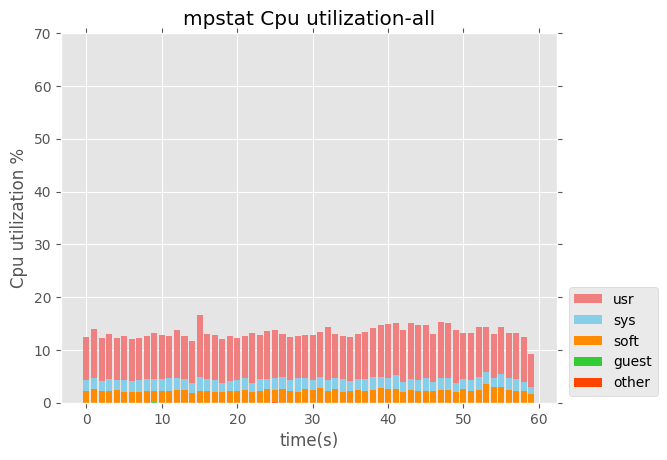 mpstat Cpu utilization-all
70
60
50
40
30
20
10
0
Cpu utilization %
0 10 20 30 40 50 60
time(s)
usr
sys
soft
guest
other